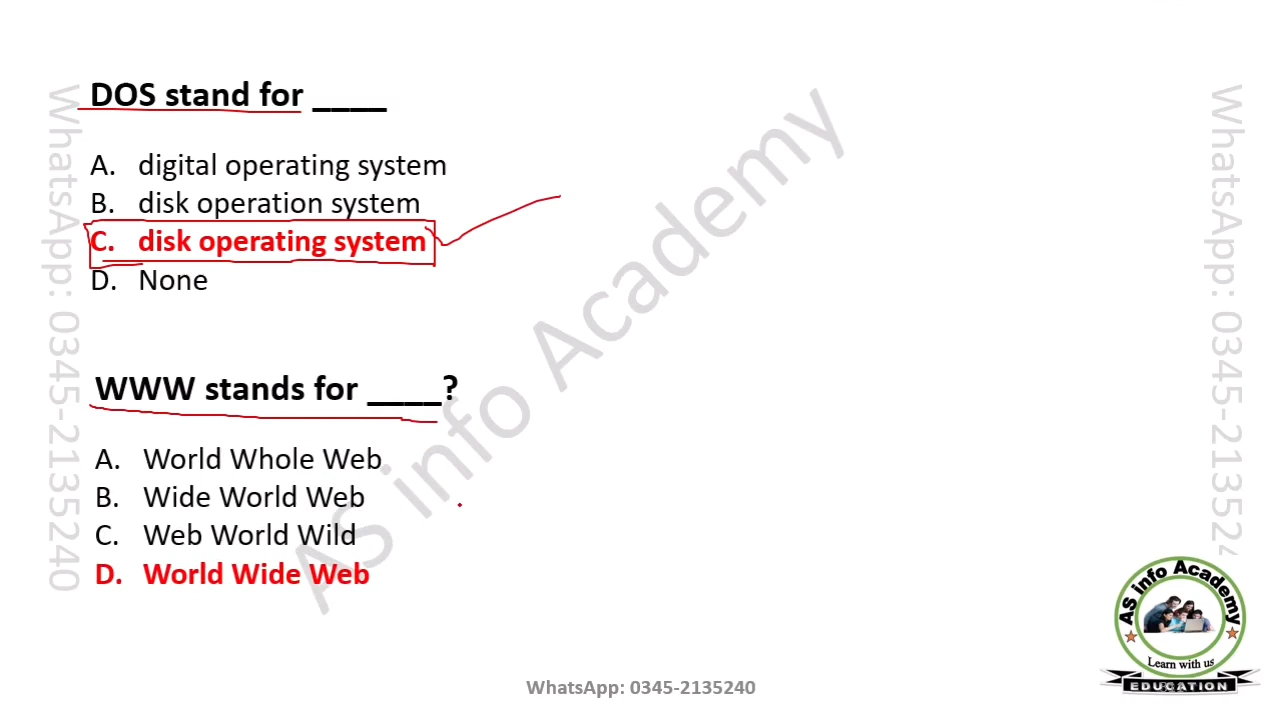 DOS stand for ____
A. digital operating system
B. disk operation system
C. disk operating system
D. None
WWW stands for ____?
A. World Whole Web
B. Wide World Web
C. Web World Wild
D. World Wide Web
AS info Academy
WhatsApp: 0345-2135240
WhatsApp: 0345-2135240
AS info Academy
Learn with us
EDUCATION
WhatsApp: 0345-2135240